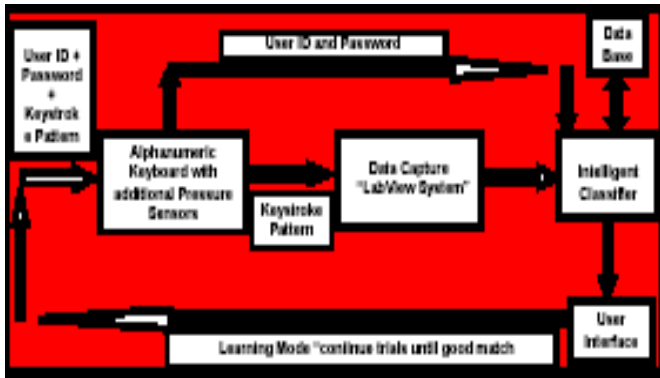 User ID +
Password
+
Keystrok
e Pattern
User ID and Password
Data
Base
Alphanumeric
Keyboard with
additional Pressure
Sensors
Keystroke
Pattern
Data Capture
"LabView System"
Intelligent
Classifier
User
Interface
Learning Mode "continue trials until good match